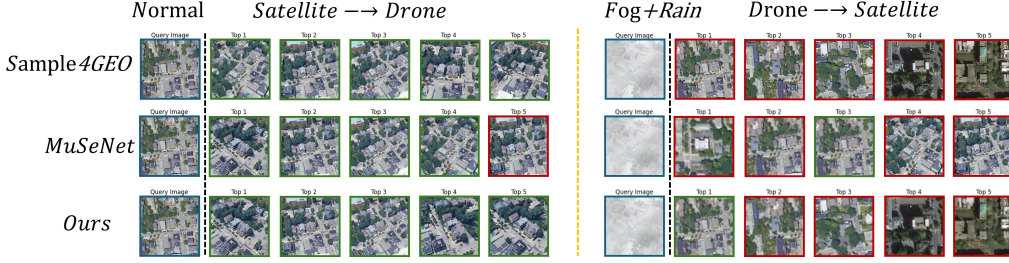 Normal Satellite —→ Drone Fog+Rain Drone —→ Satellite
Sample4GEO
Query Image Top 1 Top 2 Top 3 Top 4 Top 5 Query Image Top 1 Top 2 Top 3 Top 4 Top 5
MuSeNet
Query Image Top 1 Top 2 Top 3 Top 4 Top 5 Query Image Top 1 Top 2 Top 3 Top 4 Top 5
Ours
Query Image Top 1 Top 2 Top 3 Top 4 Top 5 Query Image Top 1 Top 2 Top 3 Top 4 Top 5